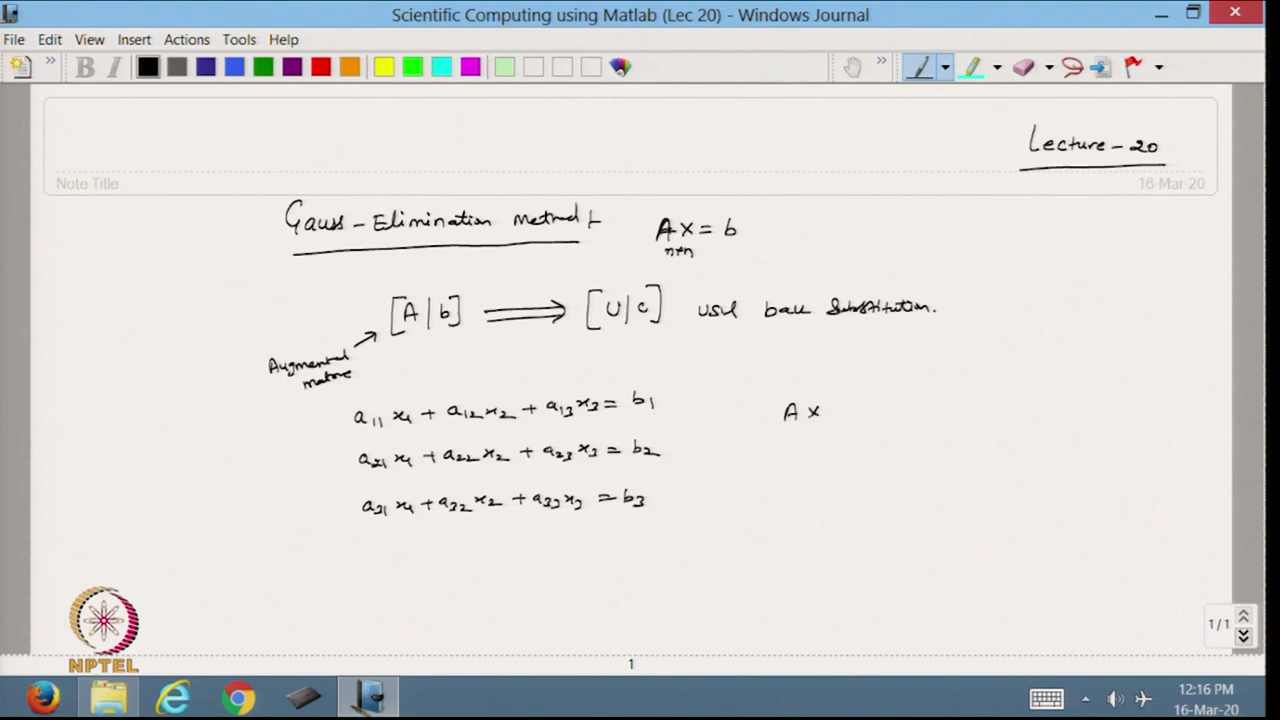 Scientific Computing using Matlab (Lec 20) - Windows Journal
File Edit View Insert Actions Tools Help
Lecture - 20
Note Title
16-Mar-20
Gauss - Elimination Method :- Ax = b
n×n
[A | b] ⟹ [U | c] use back substitution.
Augmented
matrix
a11 x1 + a12 x2 + a13 x3 = b1
A x
a21 x1 + a22 x2 + a23 x3 = b2
a31 x1 + a32 x2 + a33 x3 = b3
1/1
NPTEL
1
12:16 PM
16-Mar-20